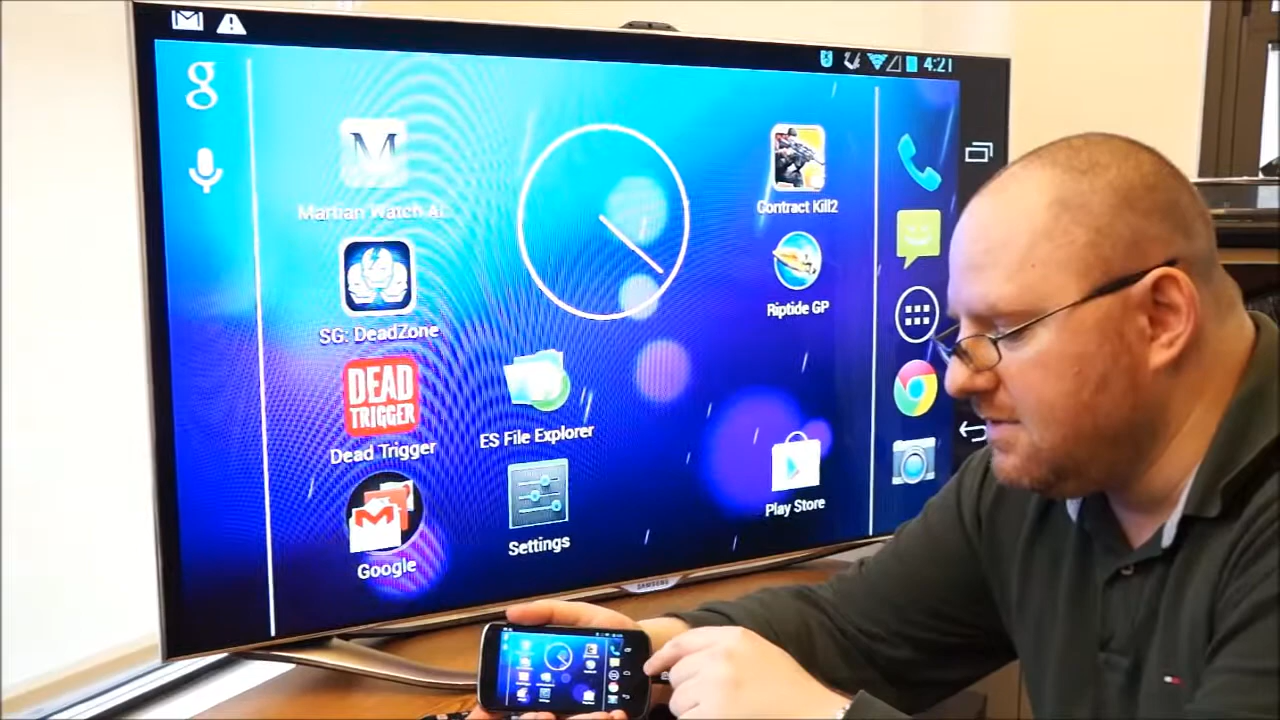 4:21
g
M
Martian Watch Al
Contract Kill2
SG: DeadZone
Riptide GP
DEAD
TRIGGER
Dead Trigger
ES File Explorer
Settings
Play Store
Google
SAMSUNG